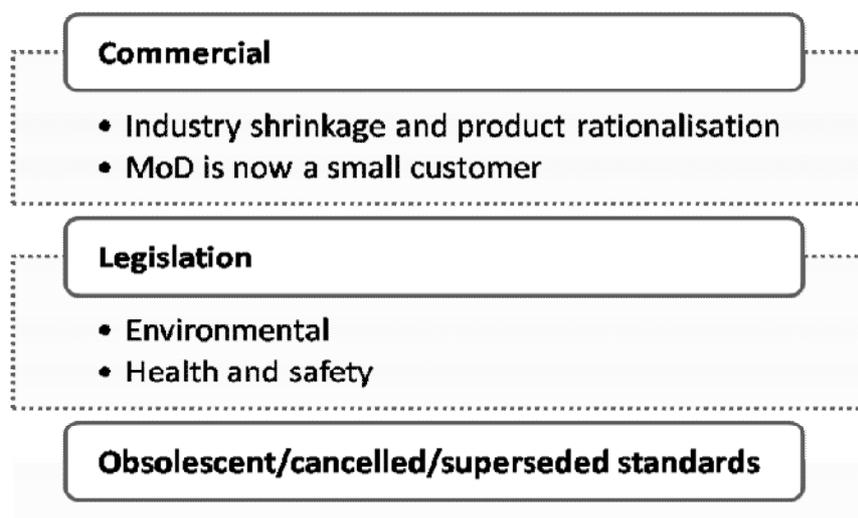 Commercial
• Industry shrinkage and product rationalisation
• MoD is now a small customer
Legislation
• Environmental
• Health and safety
Obsolescent/cancelled/superseded standards